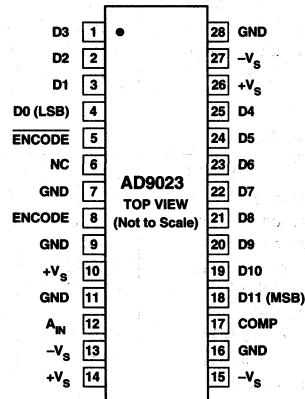 D3 1 28 GND
D2 2 27 –VS
D1 3 26 +VS
D0 (LSB) 4 25 D4
ENCODE 5 24 D5
NC 6 23 D6
GND 7 22 D7
AD9023
TOP VIEW
(Not to Scale)
ENCODE 8 21 D8
GND 9 20 D9
+VS 10 19 D10
GND 11 18 D11 (MSB)
AIN 12 17 COMP
–VS 13 16 GND
+VS 14 15 –VS